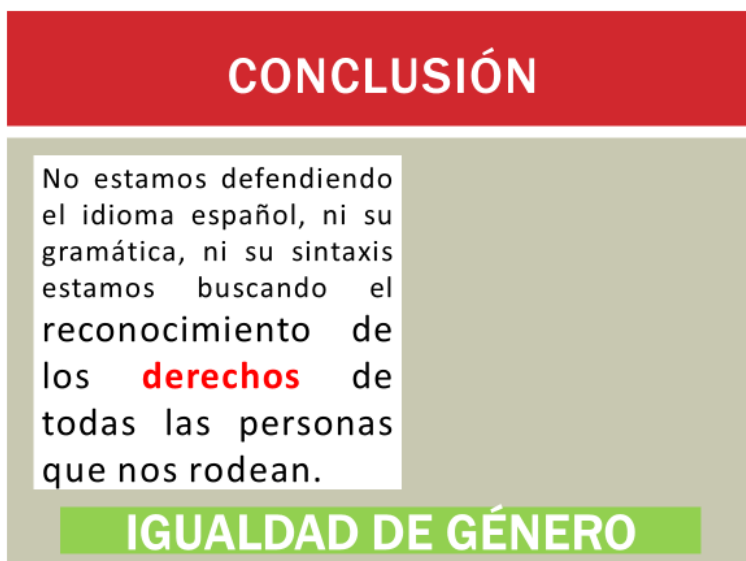 CONCLUSIÓN
No estamos defendiendo
el idioma español, ni su
gramática, ni su sintaxis
estamos buscando el
reconocimiento de
los derechos de
todas las personas
que nos rodean.
IGUALDAD DE GÉNERO